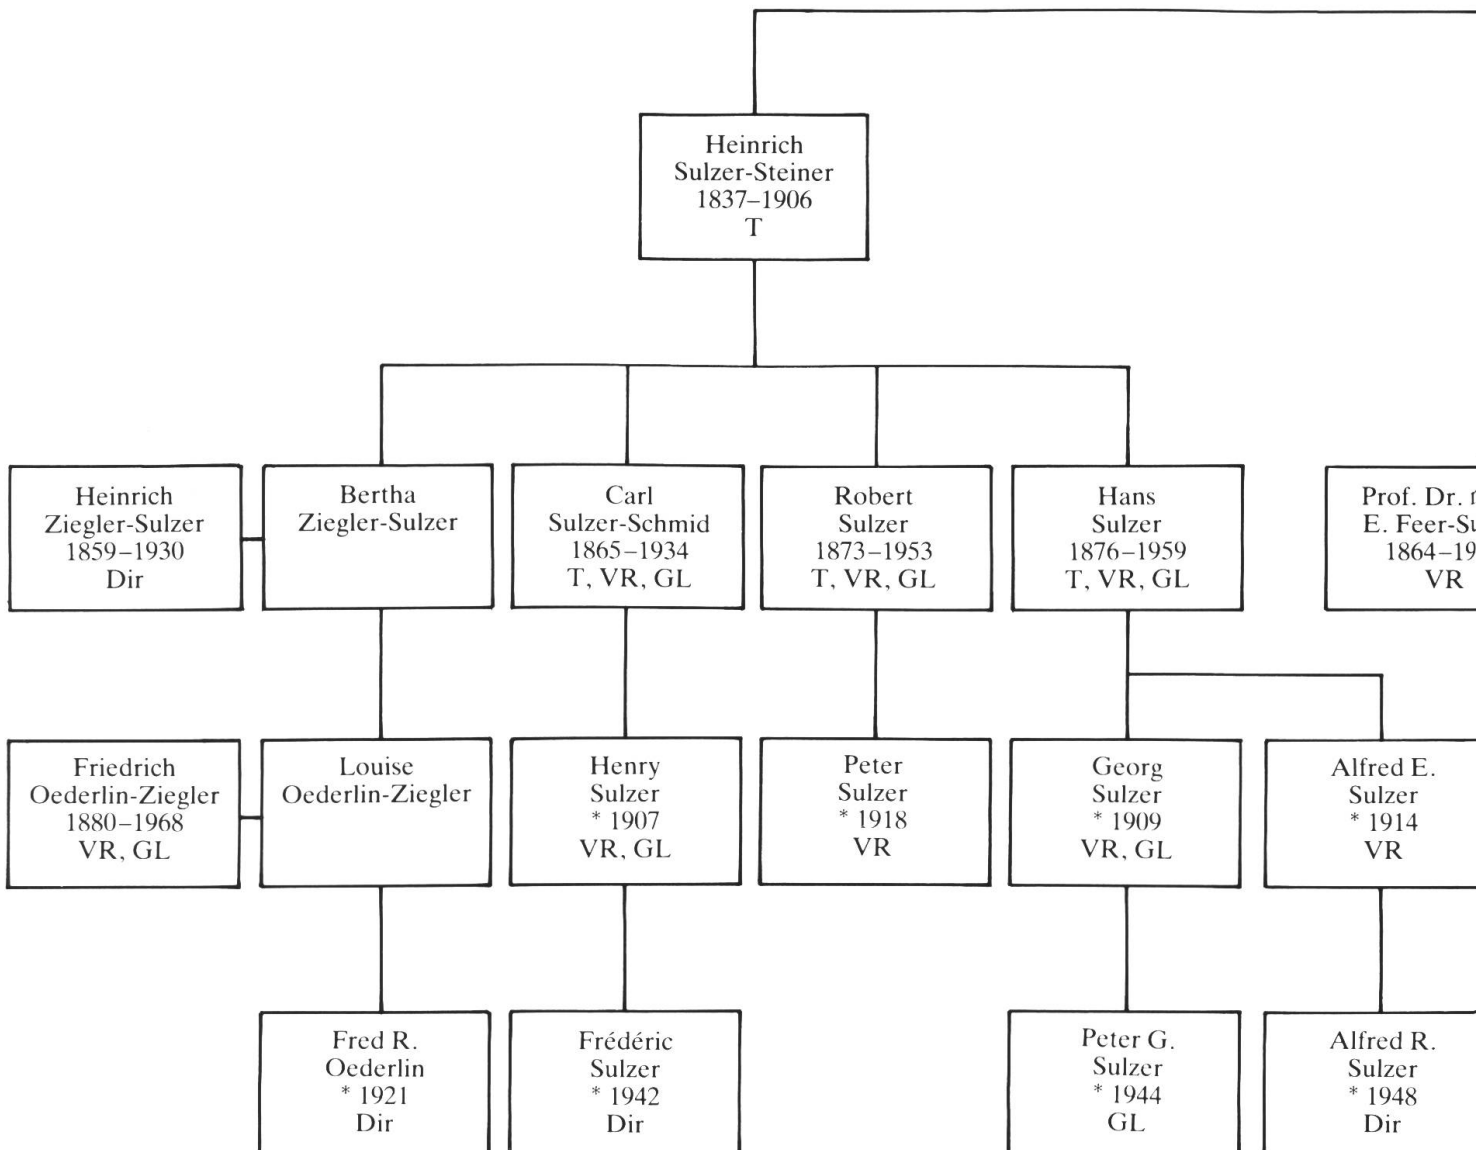 Heinrich
Sulzer-Steiner
1837–1906
T
Heinrich
Ziegler-Sulzer
1859–1930
Dir
Bertha
Ziegler-Sulzer
Carl
Sulzer-Schmid
1865–1934
T, VR, GL
Robert
Sulzer
1873–1953
T, VR, GL
Hans
Sulzer
1876–1959
T, VR, GL
Prof. Dr.
E. Feer-Su
1864–19
VR
Friedrich
Oederlin-Ziegler
1880–1968
VR, GL
Louise
Oederlin-Ziegler
Henry
Sulzer
* 1907
VR, GL
Peter
Sulzer
* 1918
VR
Georg
Sulzer
* 1909
VR, GL
Alfred E.
Sulzer
* 1914
VR
Fred R.
Oederlin
* 1921
Dir
Frédéric
Sulzer
* 1942
Dir
Peter G.
Sulzer
* 1944
GL
Alfred R.
Sulzer
* 1948
Dir